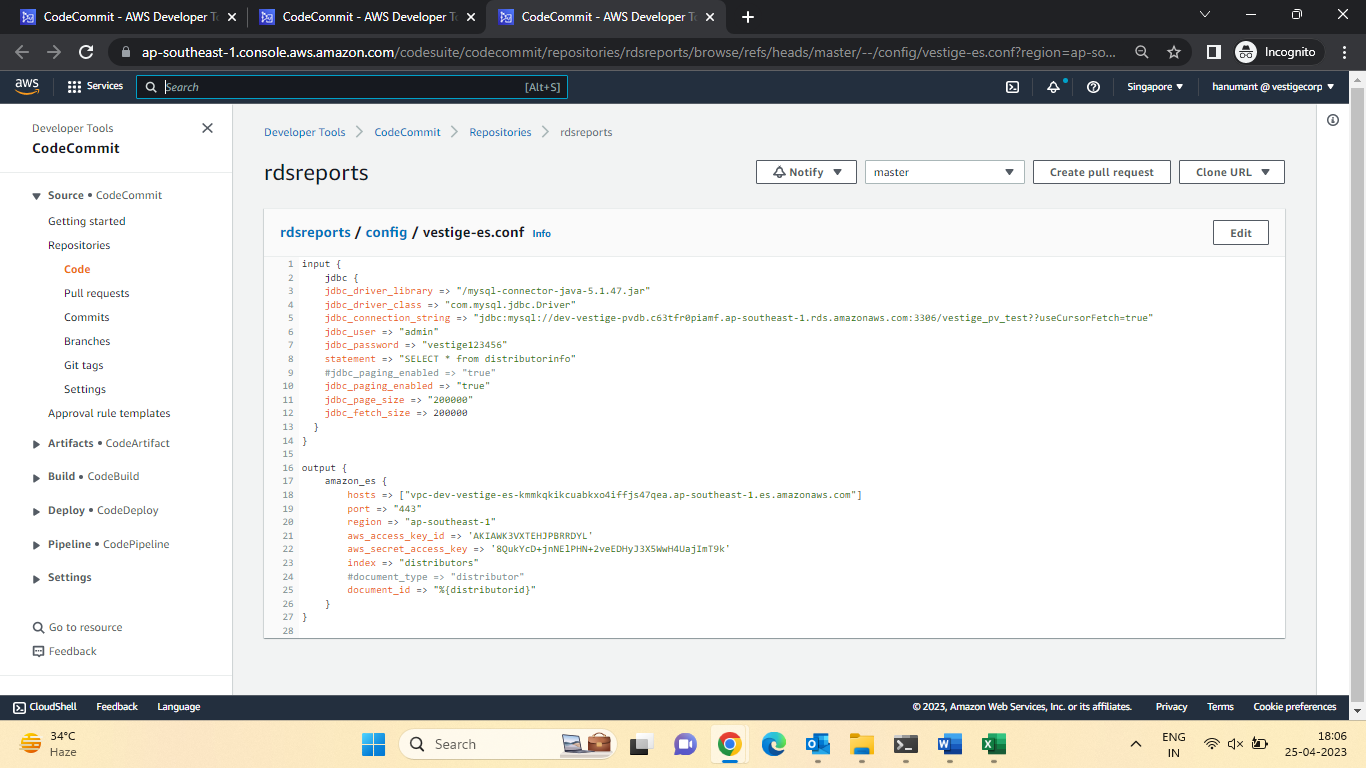 CodeCommit - AWS Developer To
CodeCommit - AWS Developer To
CodeCommit - AWS Developer To
ap-southeast-1.console.aws.amazon.com/codesuite/codecommit/repositories/rdsreports/browse/refs/heads/master/--/config/vestige-es.conf?region=ap-so...
Incognito
aws
Services
Search
[Alt+S]
Singapore
hanumant @ vestigecorp
Developer Tools
CodeCommit
Source • CodeCommit
Getting started
Repositories
Code
Pull requests
Commits
Branches
Git tags
Settings
Approval rule templates
Artifacts • CodeArtifact
Build • CodeBuild
Deploy • CodeDeploy
Pipeline • CodePipeline
Settings
Go to resource
Feedback
Developer Tools
CodeCommit
Repositories
rdsreports
rdsreports
Notify
master
Create pull request
Clone URL
rdsreports / config / vestige-es.conf Info
Edit
1 input {
2 jdbc {
3 jdbc_driver_library => "/mysql-connector-java-5.1.47.jar"
4 jdbc_driver_class => "com.mysql.jdbc.Driver"
5 jdbc_connection_string => "jdbc:mysql://dev-vestige-pvdb.c63tfr0piamf.ap-southeast-1.rds.amazonaws.com:3306/vestige_pv_test??useCursorFetch=true"
6 jdbc_user => "admin"
7 jdbc_password => "vestige123456"
8 statement => "SELECT * from distributorinfo"
9 #jdbc_paging_enabled => "true"
10 jdbc_paging_enabled => "true"
11 jdbc_page_size => "200000"
12 jdbc_fetch_size => 200000
13 }
14 }
15
16 output {
17 amazon_es {
18 hosts => ["vpc-dev-vestige-es-kmmkqkikcuabkxo4iffjs47qea.ap-southeast-1.es.amazonaws.com"]
19 port => "443"
20 region => "ap-southeast-1"
21 aws_access_key_id => 'AKIAWK3VXTEHJPBRRDYL'
22 aws_secret_access_key =>
23 index => "distributors"
24 #document_type => "distributor"
25 document_id => "%{distributorid}"
26 }
27 }
28
CloudShell
Feedback
Language
© 2023, Amazon Web Services, Inc. or its affiliates.
Privacy
Terms
Cookie preferences
34°C
Haze
Search
ENG
IN
18:06
25-04-2023